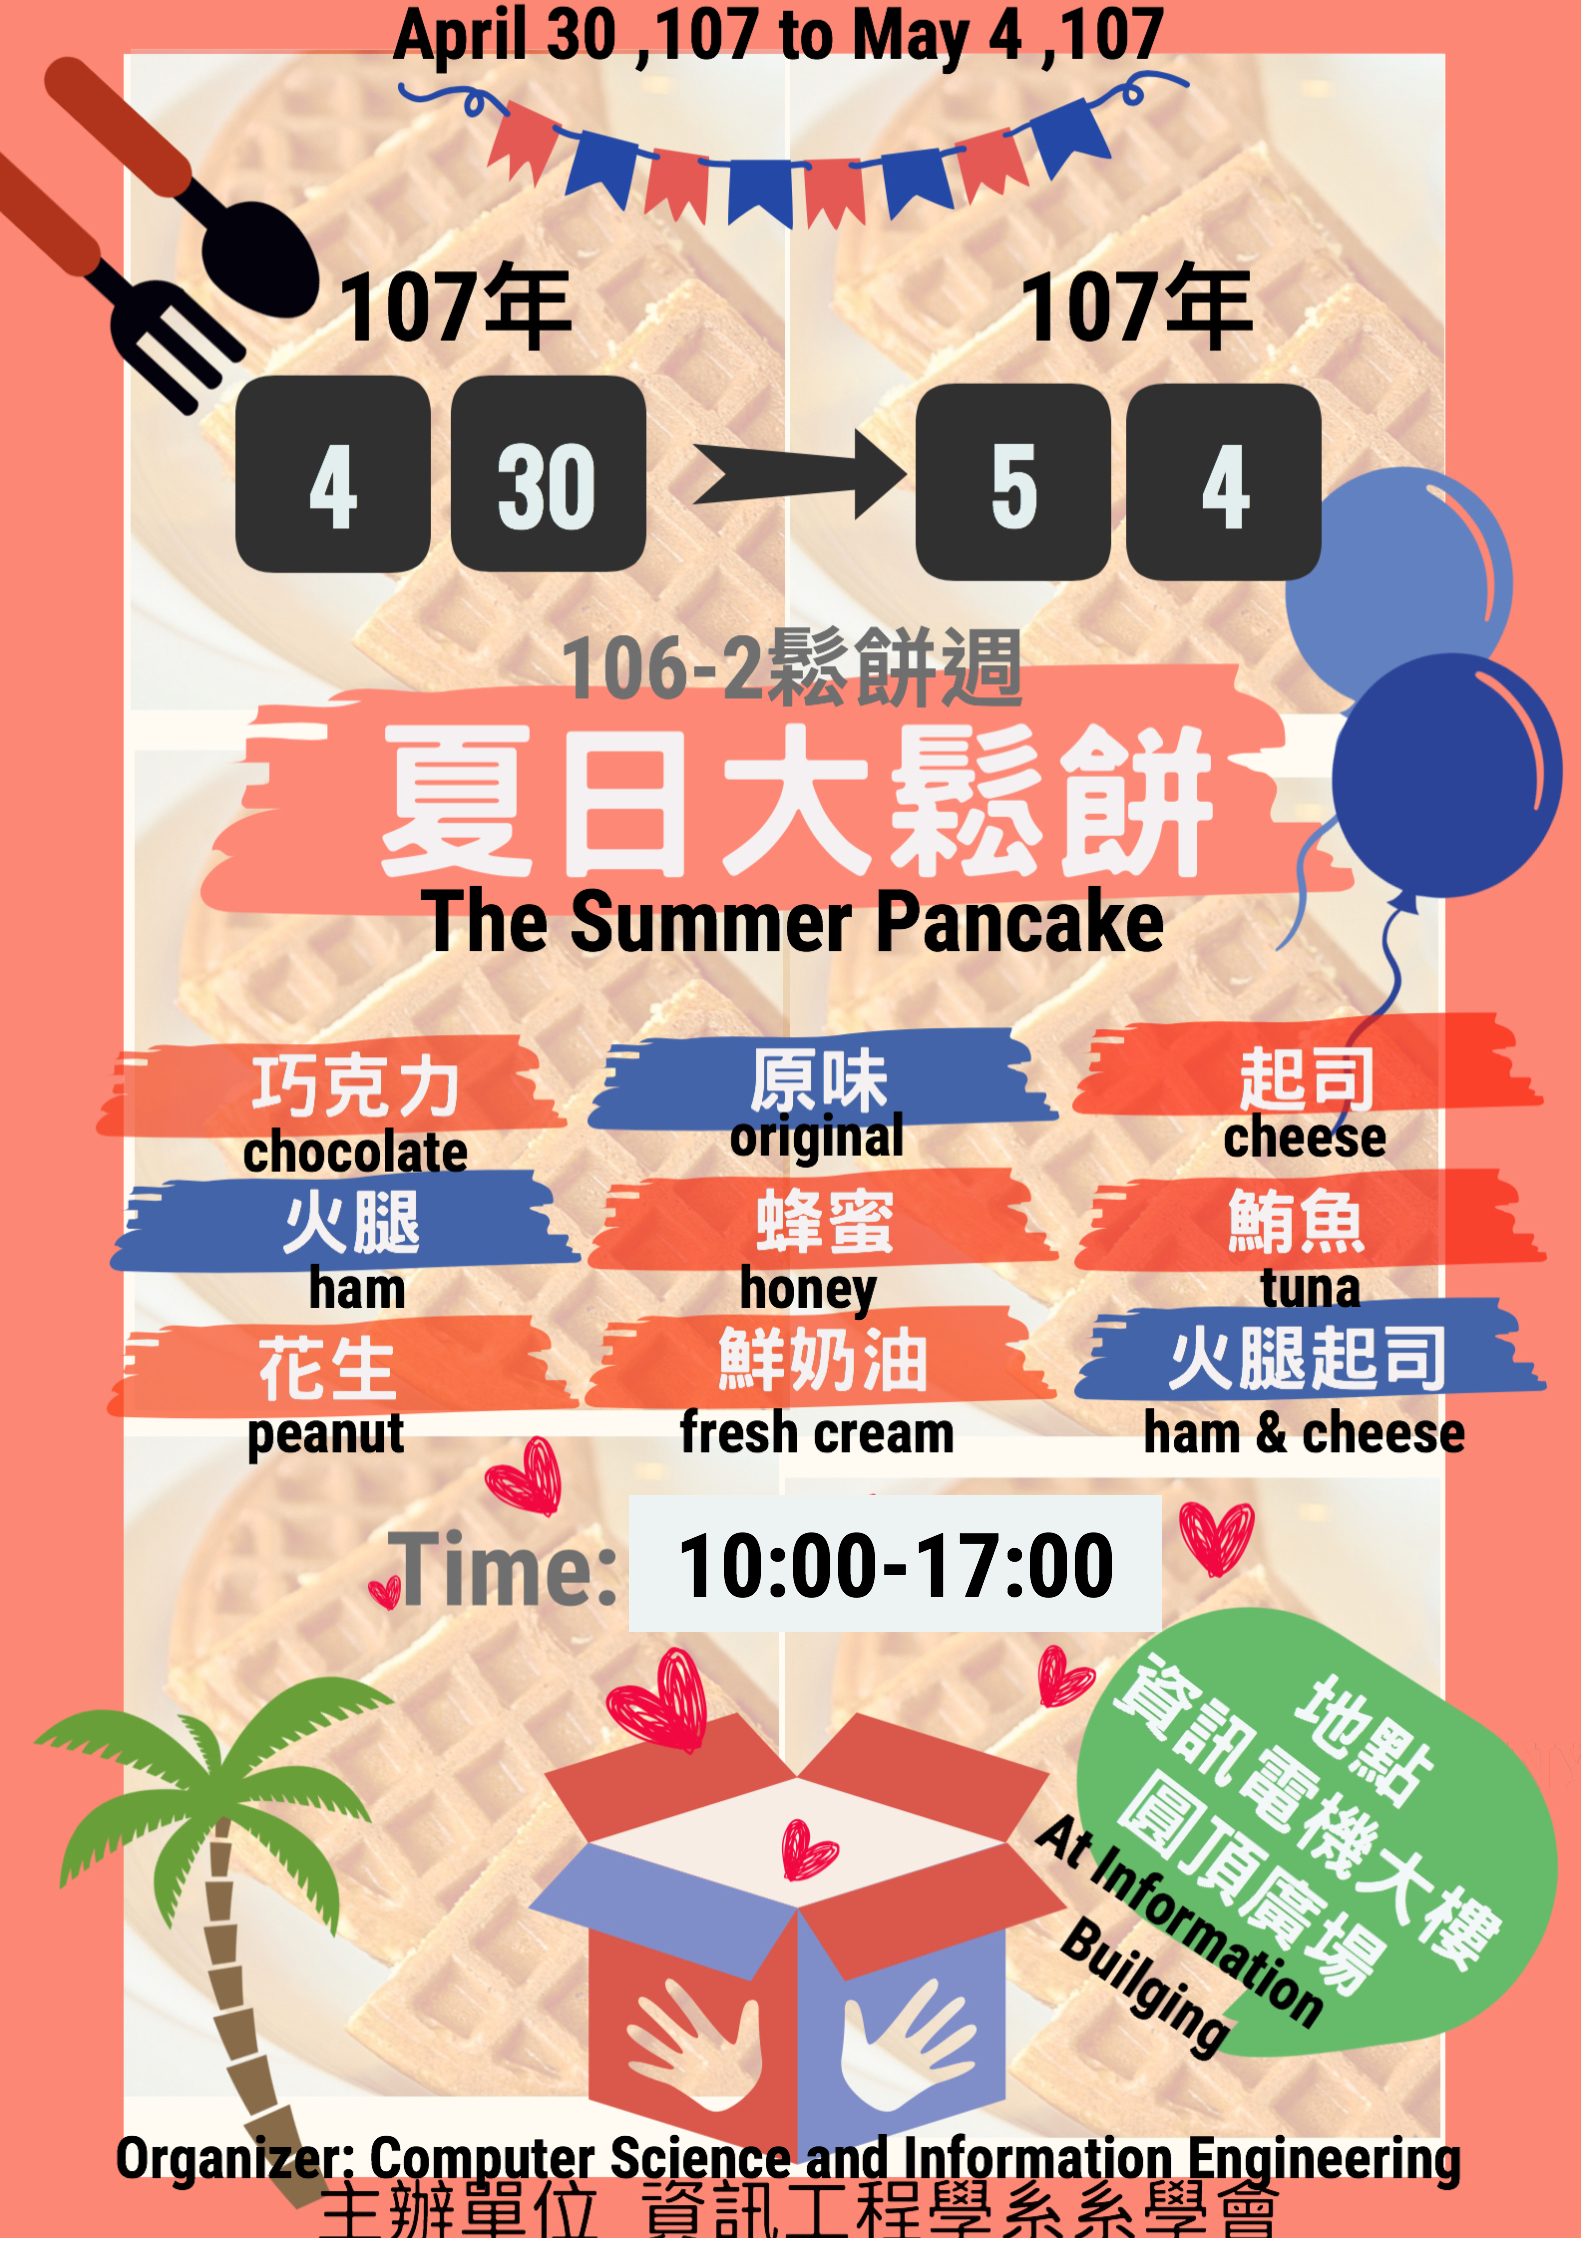 April 30 ,107 to May 4 ,107
107年
107年
4 30
5 4
106-2鬆餅週
夏日大鬆餅
The Summer Pancake
巧克力
chocolate
原味
original
起司
cheese
火腿
ham
蜂蜜
honey
鮪魚
tuna
花生
peanut
鮮奶油
fresh cream
火腿起司
ham & cheese
Time: 10:00-17:00
地點
資訊電機大樓
圓頂廣場
At Information
Builging
Organizer: Computer Science and Information Engineering
主辦單位 資訊工程學系系學會